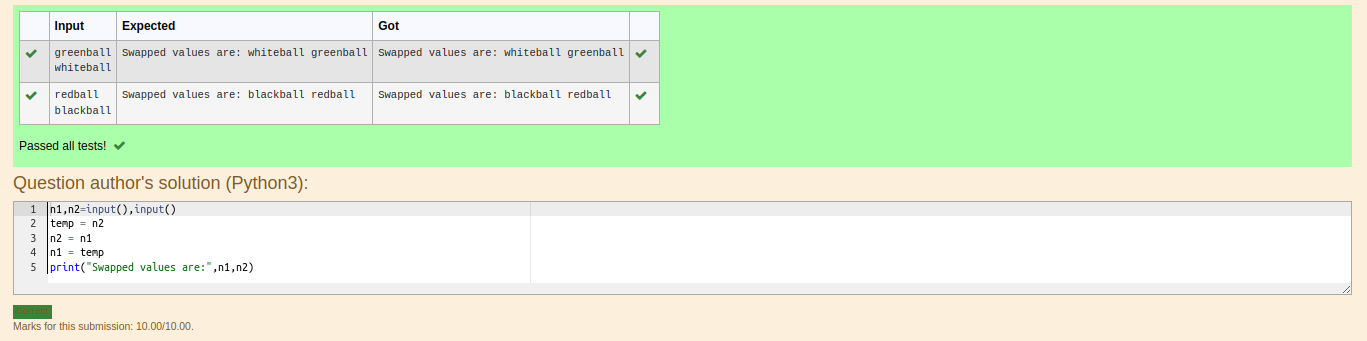 Input Expected Got
greenball Swapped values are: whiteball greenball Swapped values are: whiteball greenball
whiteball
redball Swapped values are: blackball redball Swapped values are: blackball redball
blackball
Passed all tests!
Question author's solution (Python3):
1 n1,n2=input(),input()
2 temp = n2
3 n2 = n1
4 n1 = temp
5 print("Swapped values are:",n1,n2)
Marks for this submission: 10.00/10.00.